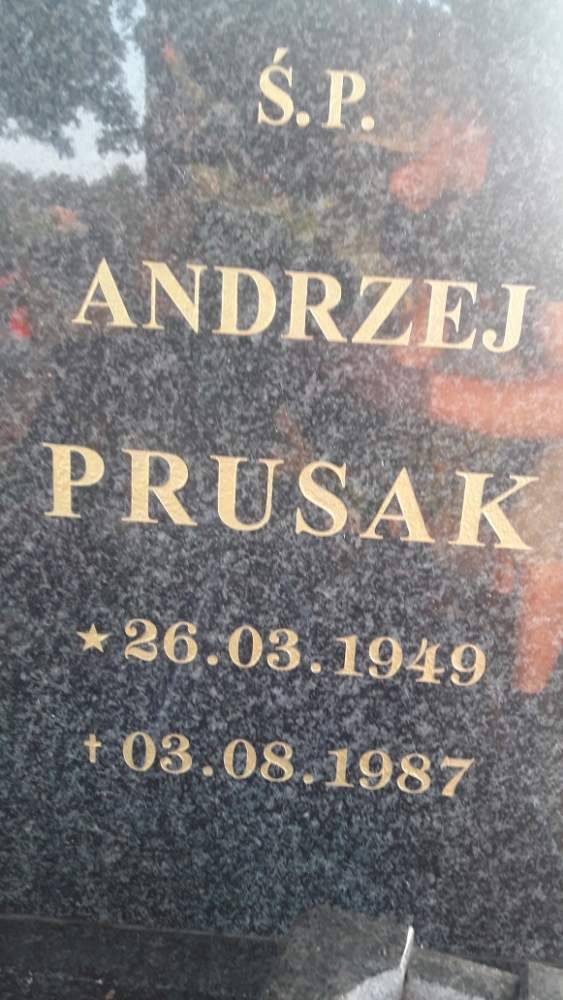 Ś.P.
ANDRZEJ
PRUSAK
★ 26.03.1949
✝ 03.08.1987